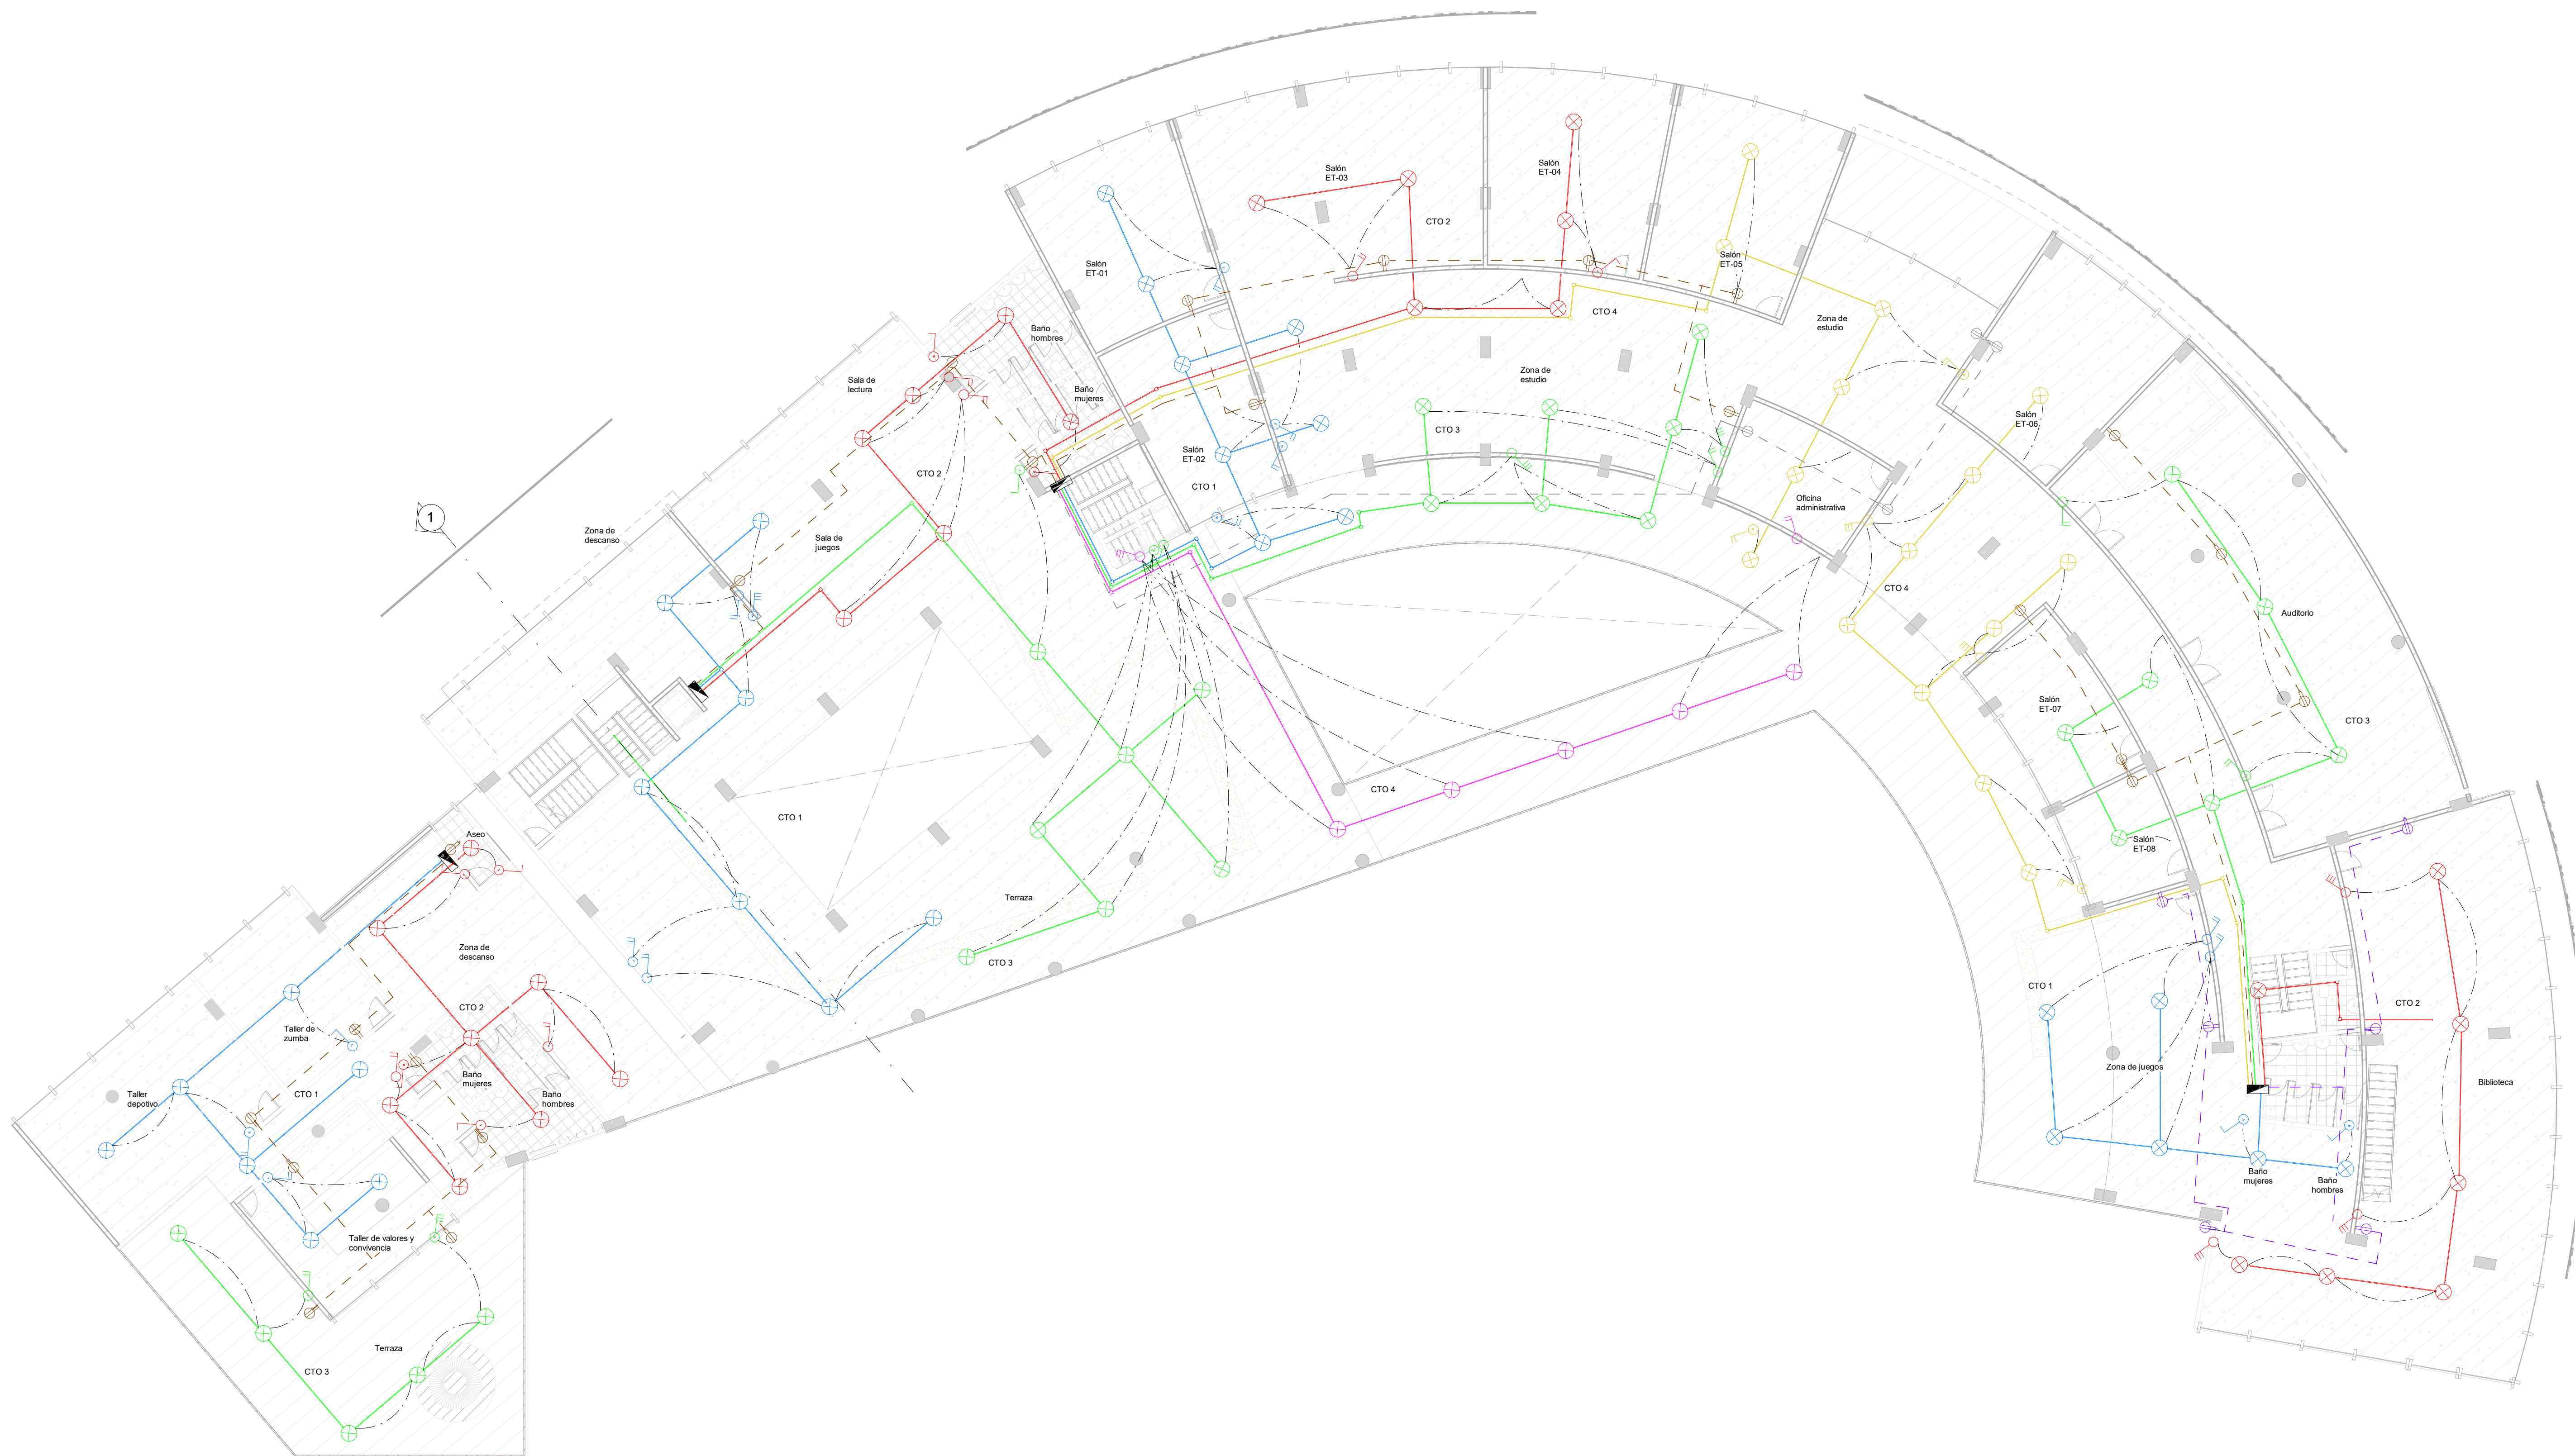 Salón
ET-03
Salón
ET-04
CTO 2
Salón
ET-01
Salón
ET-05
CTO 4
Zona de
estudio
Baño
hombres
Sala de
lectura
Baño
mujeres
Zona de
estudio
Salón
ET-06
CTO 3
Salón
ET-02
CTO 1
CTO 2
Oficina
administrativa
1
Zona de
descanso
Sala de
juegos
CTO 4
Auditorio
Salón
ET-07
CTO 3
CTO 4
CTO 1
Aseo
Salón
ET-08
Terraza
Zona de
descanso
CTO 3
CTO 1
CTO 2
CTO 2
Taller de
zumba
Zona de juegos
Baño
mujeres
Biblioteca
Taller
depotivo
CTO 1
Baño
hombres
Baño
mujeres
Baño
hombres
Taller de valores y
convivencia
Terraza
CTO 3